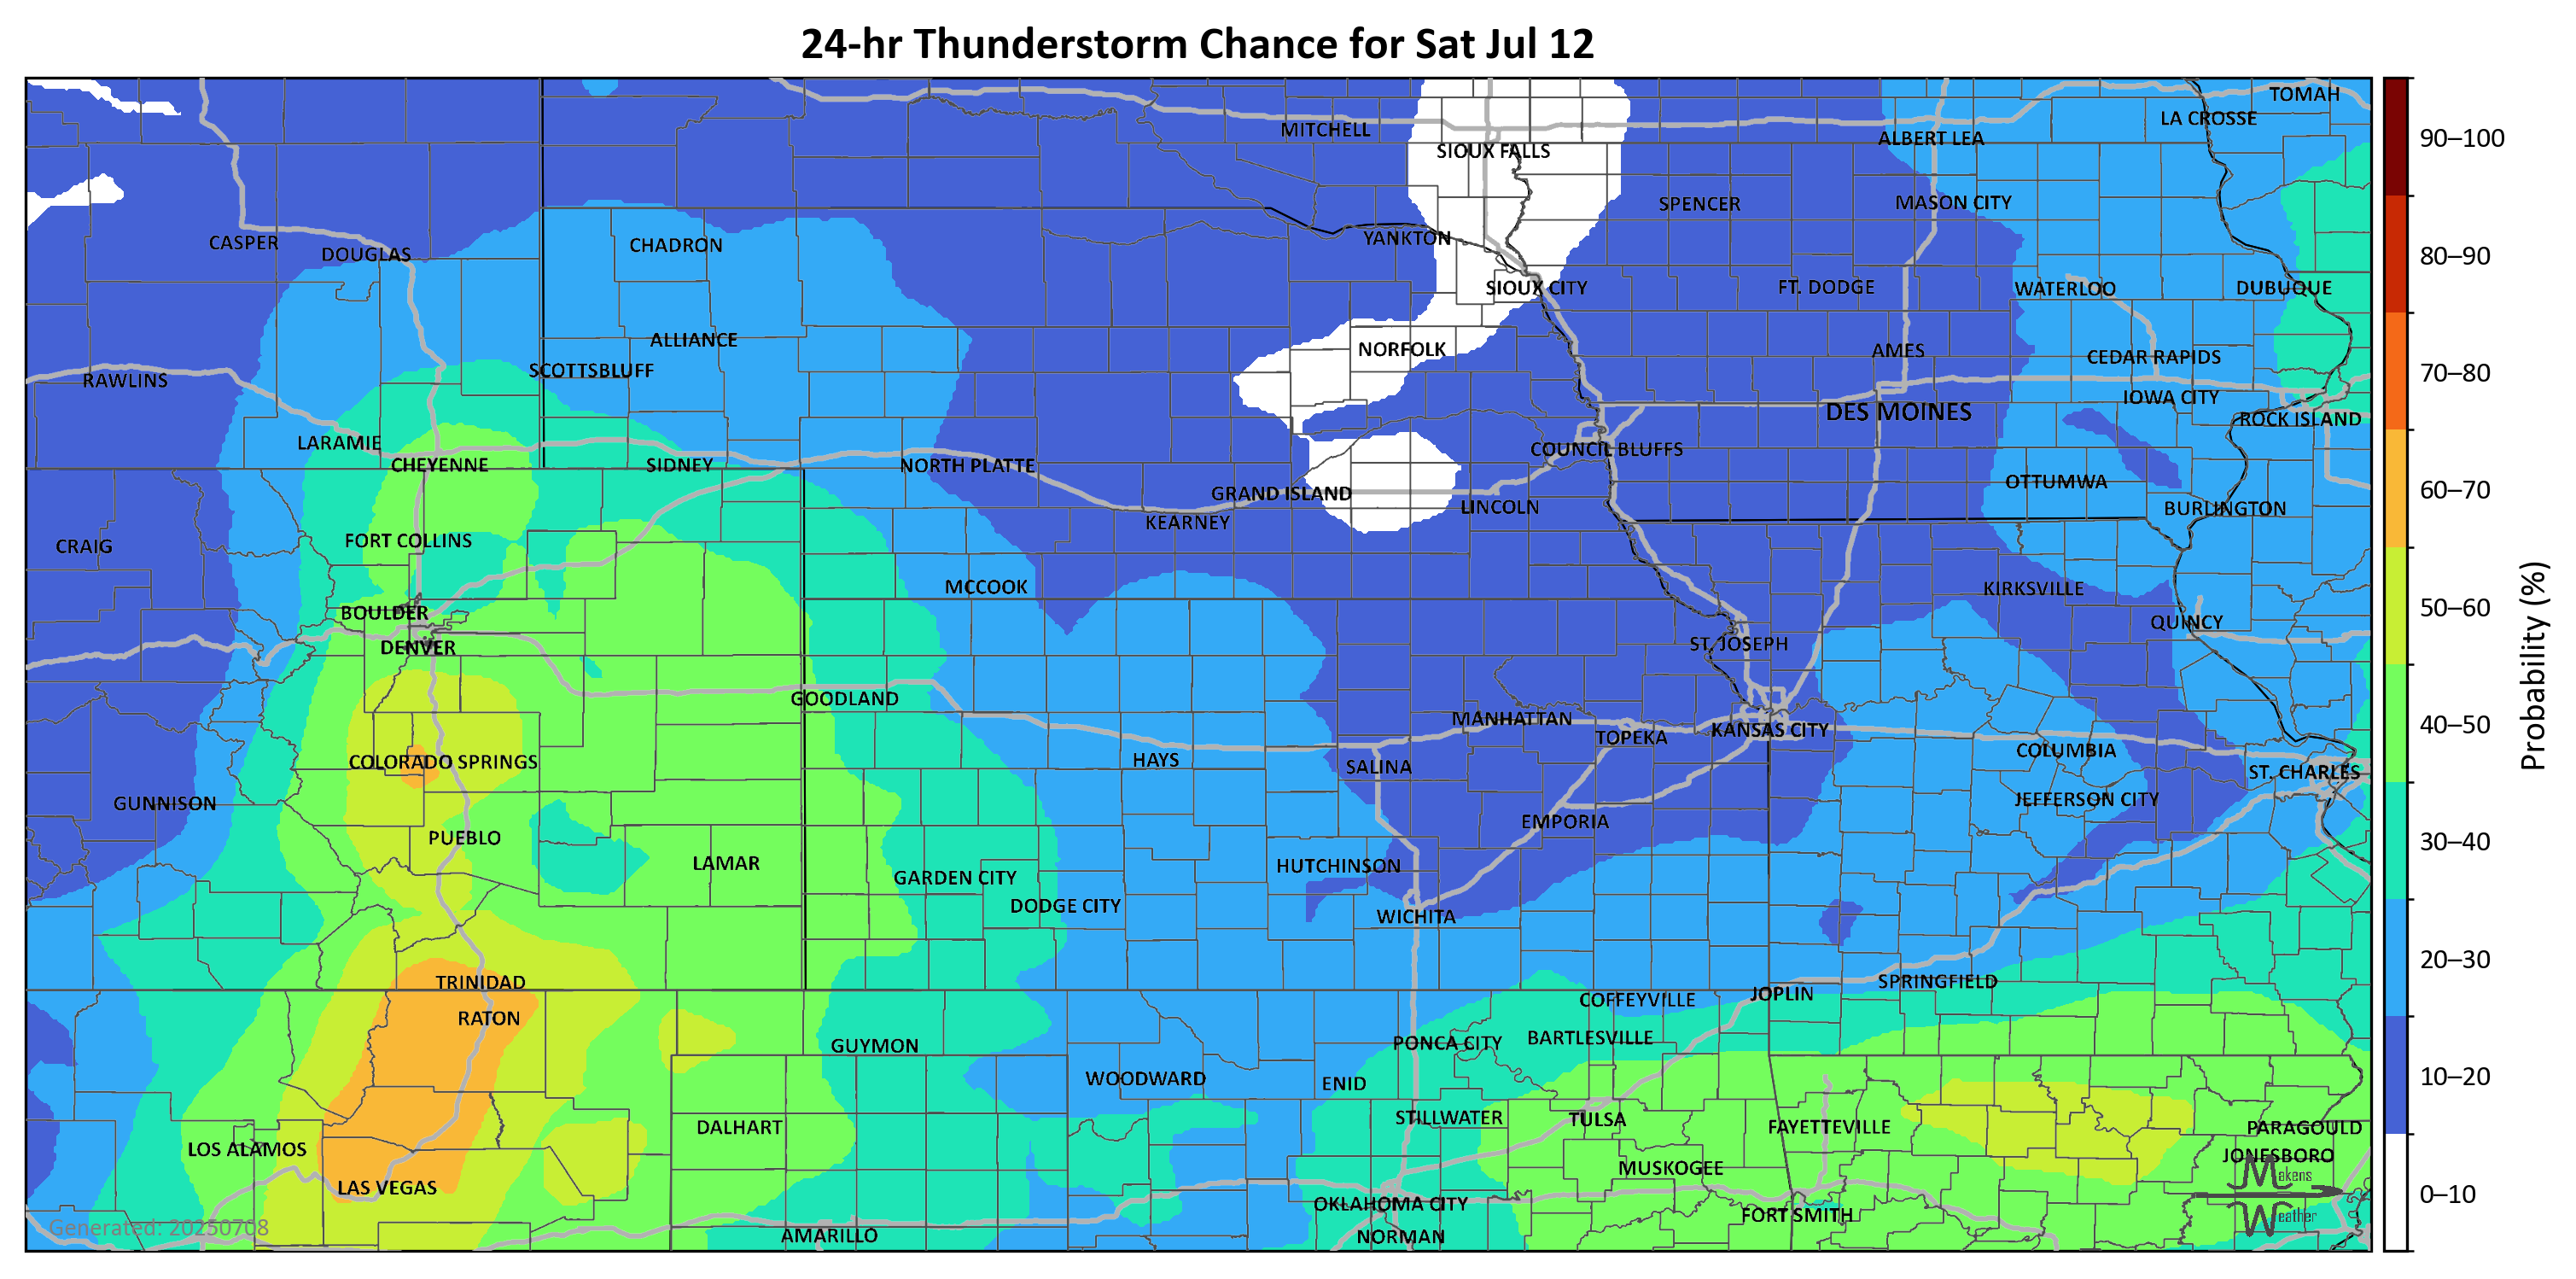 24-hr Thunderstorm Chance for Sat Jul 12
TOMAH
LA CROSSE
MITCHELL
ALBERT LEA
SIOUX FALLS
SPENCER
MASON CITY
CASPER
DOUGLAS
CHADRON
YANKTON
SIOUX CITY
FT. DODGE
WATERLOO
DUBUQUE
ALLIANCE
NORFOLK
AMES
CEDAR RAPIDS
RAWLINS
SCOTTSBLUFF
IOWA CITY
DES MOINES
ROCK ISLAND
LARAMIE
COUNCIL BLUFFS
CHEYENNE
SIDNEY
NORTH PLATTE
OTTUMWA
GRAND ISLAND
LINCOLN
BURLINGTON
KEARNEY
CRAIG
FORT COLLINS
MCCOOK
KIRKSVILLE
BOULDER
QUINCY
DENVER
ST. JOSEPH
GOODLAND
MANHATTAN
TOPEKA
KANSAS CITY
COLUMBIA
COLORADO SPRINGS
HAYS
SALINA
ST. CHARLES
GUNNISON
JEFFERSON CITY
EMPORIA
PUEBLO
LAMAR
HUTCHINSON
GARDEN CITY
DODGE CITY
WICHITA
TRINIDAD
SPRINGFIELD
JOPLIN
COFFEYVILLE
RATON
GUYMON
PONCA CITY
BARTLESVILLE
WOODWARD
ENID
STILLWATER
TULSA
DALHART
FAYETTEVILLE
PARAGOULD
LOS ALAMOS
JONESBORO
MUSKOGEE
LAS VEGAS
OKLAHOMA CITY
FORT SMITH
AMARILLO
NORMAN
Generated: 20250708
Makens
Weather
90–100
80–90
70–80
60–70
50–60
40–50
30–40
20–30
10–20
0–10
Probability (%)